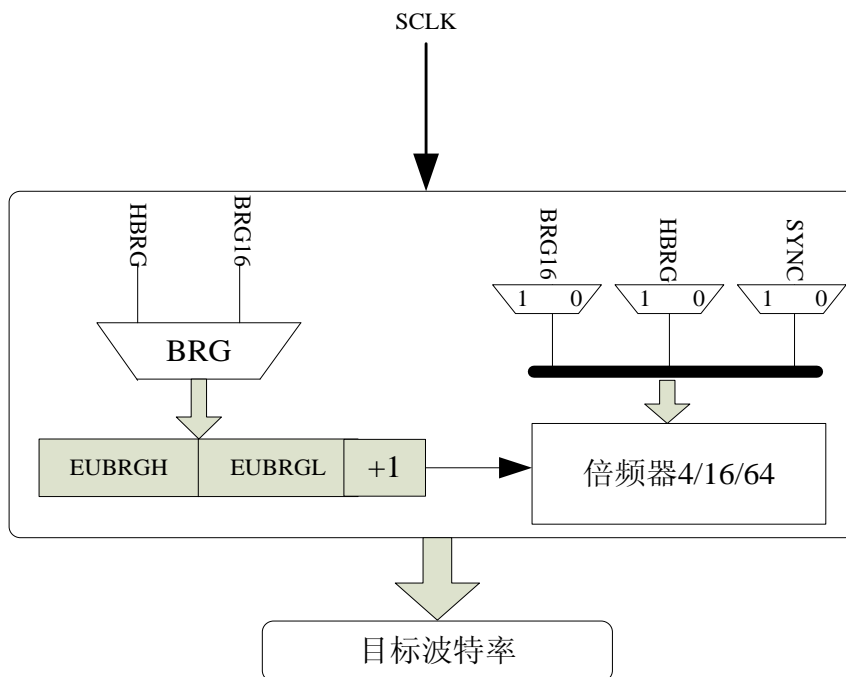 SCLK
HBRG
BRG16
BRG16
HBRG
SYNC
1 0
1 0
1 0
BRG
EUBRGH
EUBRGL
+1
倍频器4/16/64
目标波特率